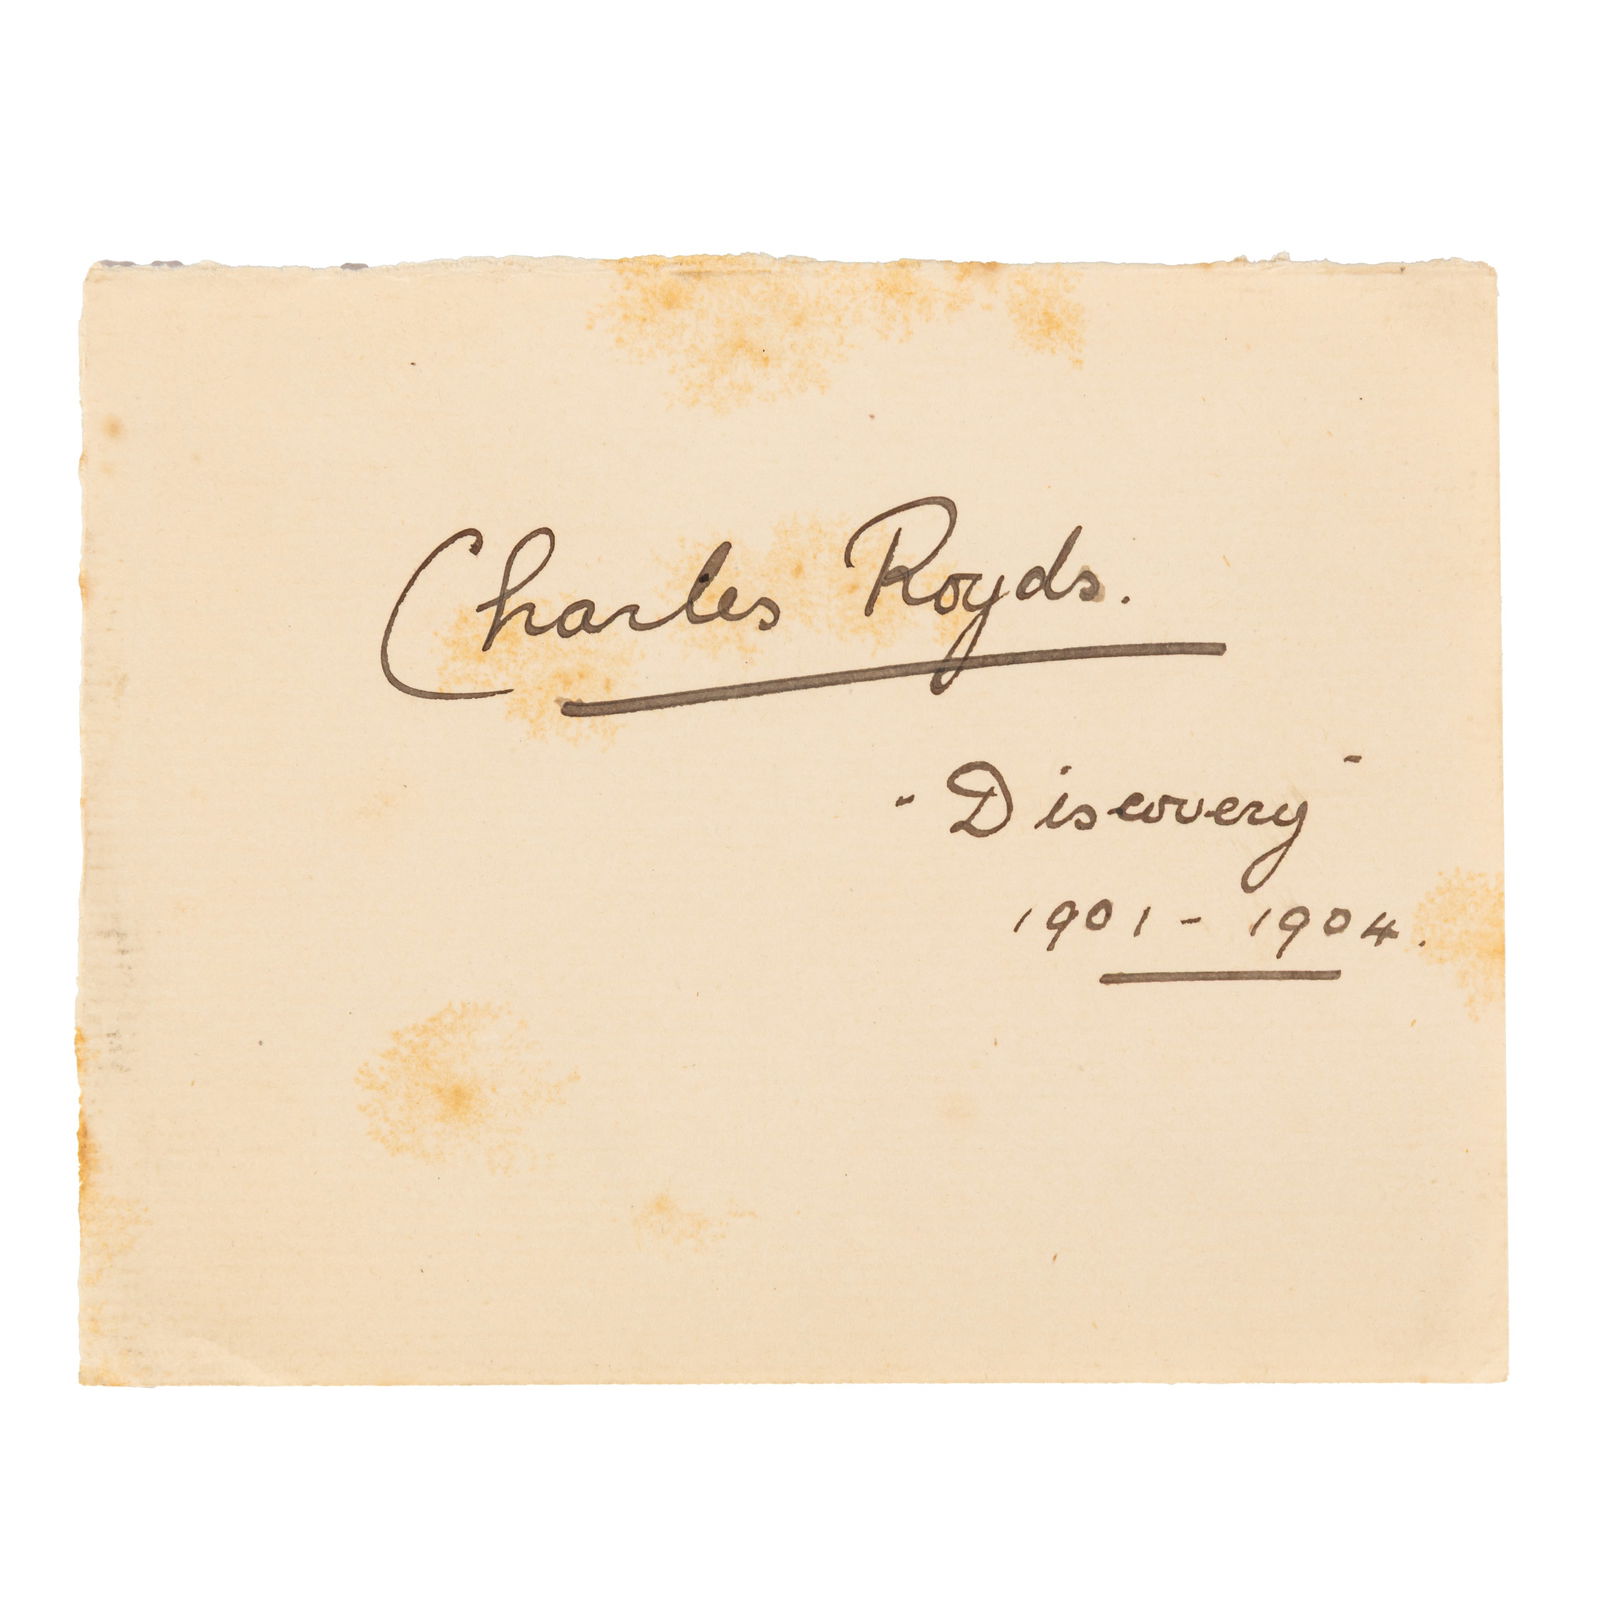 Charles Royds.
"Discovery"
1901 - 1904.